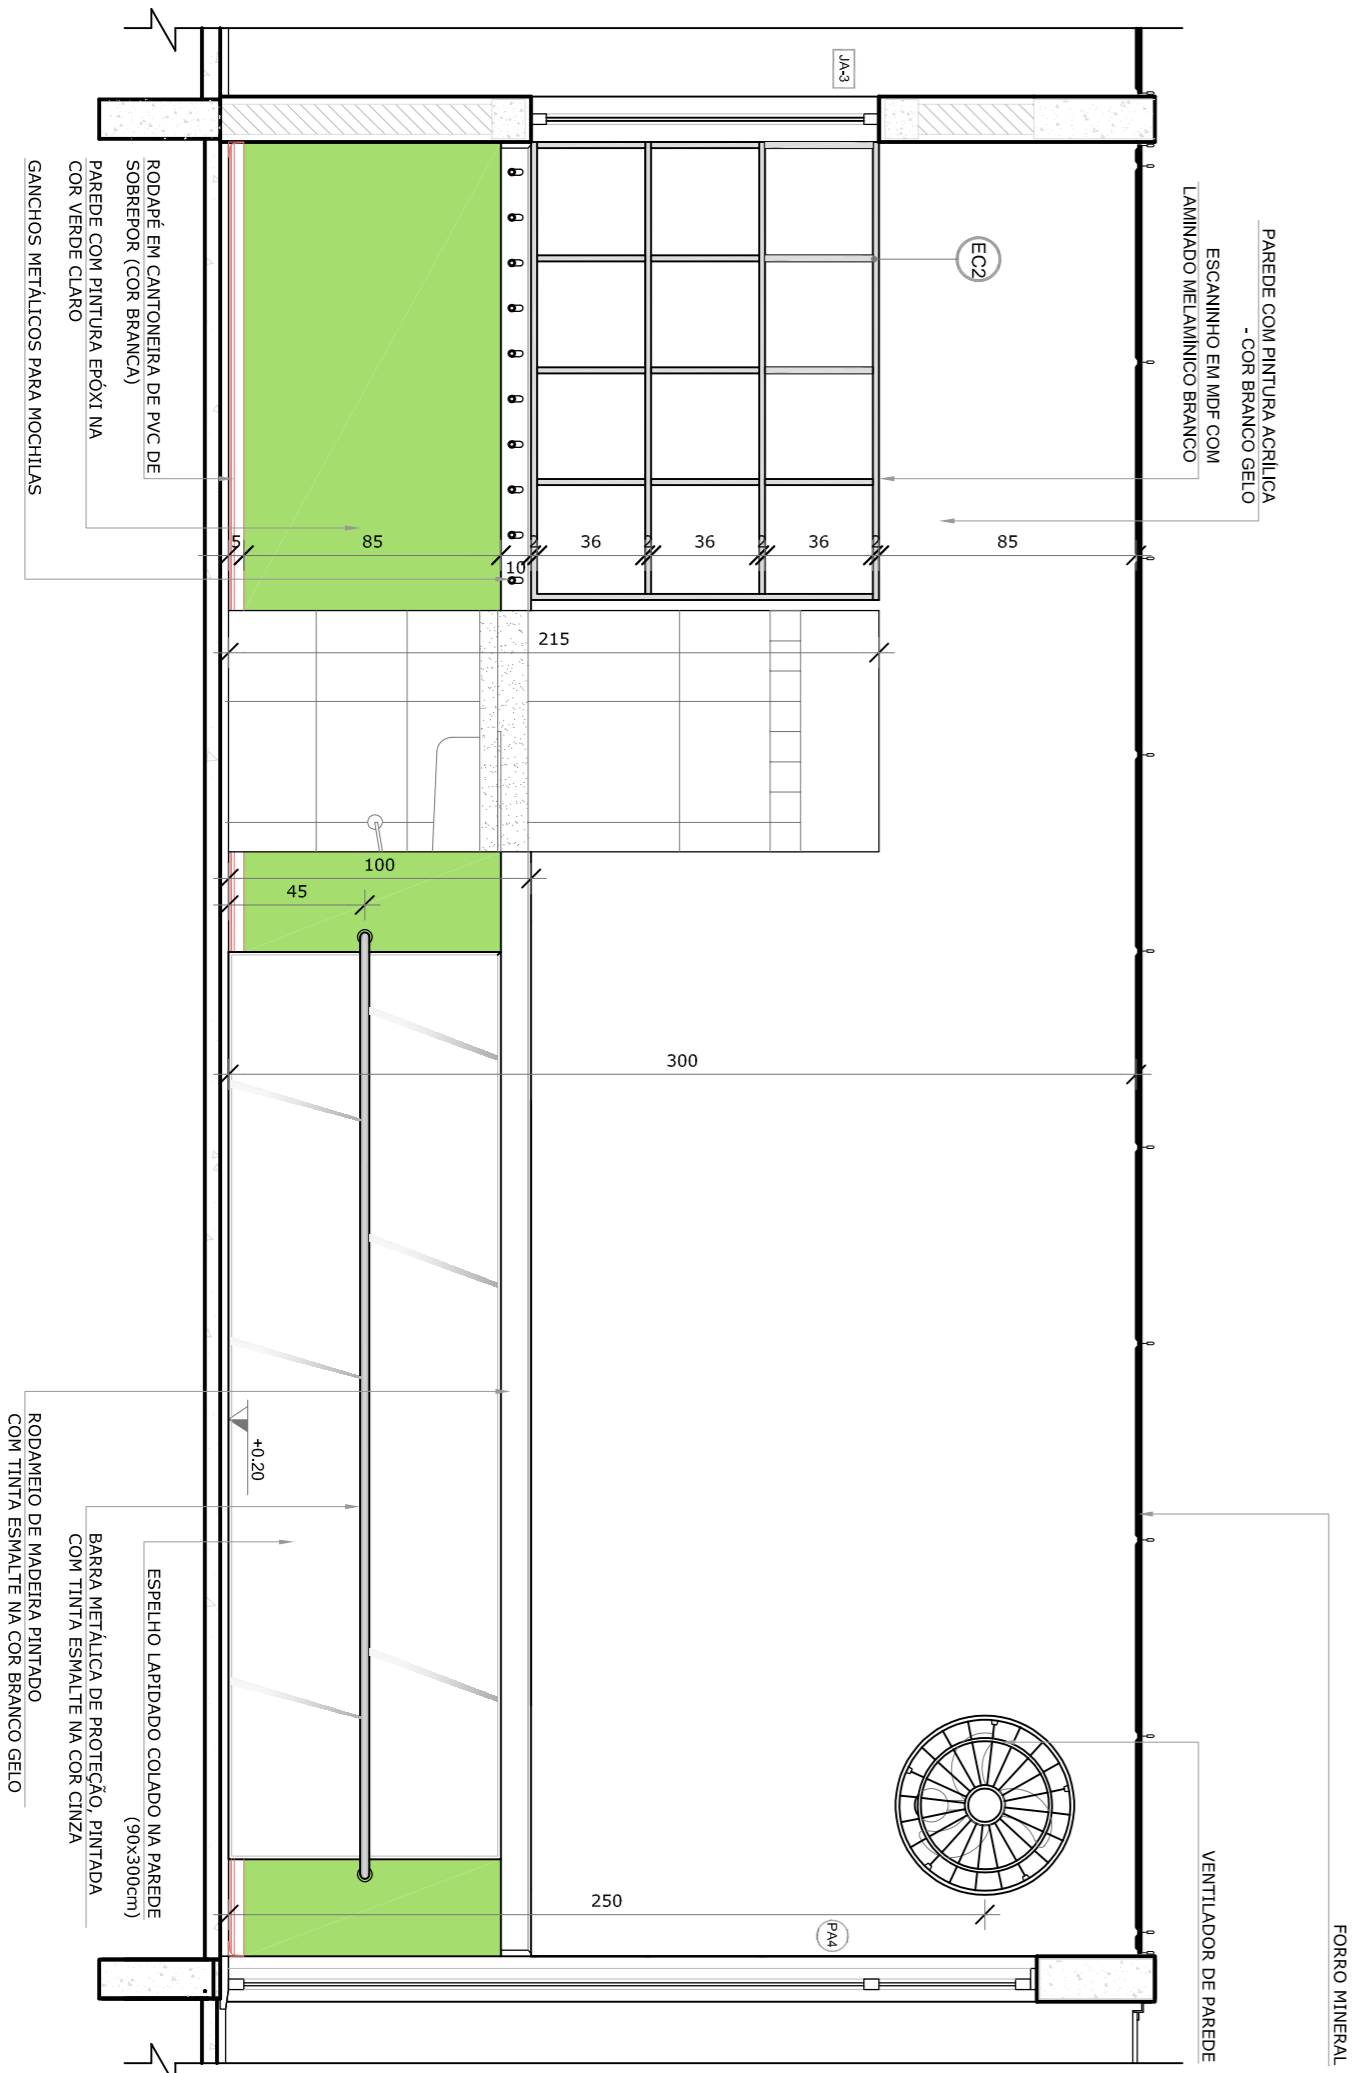 FORRO MINERAL
PAREDE COM PINTURA ACRÍLICA
- COR BRANCO GELO
ESCANINHO EM MDF COM
LAMINADO MELAMÍNICO BRANCO
VENTILADOR DE PAREDE
EC2
JA-3
PA4
5
85
10
2
36
2
36
2
36
2
85
215
100
45
300
250
+0.20
RODAPÉ EM CANTONEIRA DE PVC DE
SOBREPOR (COR BRANCA)
PAREDE COM PINTURA EPÓXI NA
COR VERDE CLARO
GANCHOS METÁLICOS PARA MOCHILAS
ESPELHO LAPIDADO COLADO NA PAREDE
(90x300cm)
BARRA METÁLICA DE PROTEÇÃO, PINTADA
COM TINTA ESMALTE NA COR CINZA
RODAMEIO DE MADEIRA PINTADO
COM TINTA ESMALTE NA COR BRANCO GELO